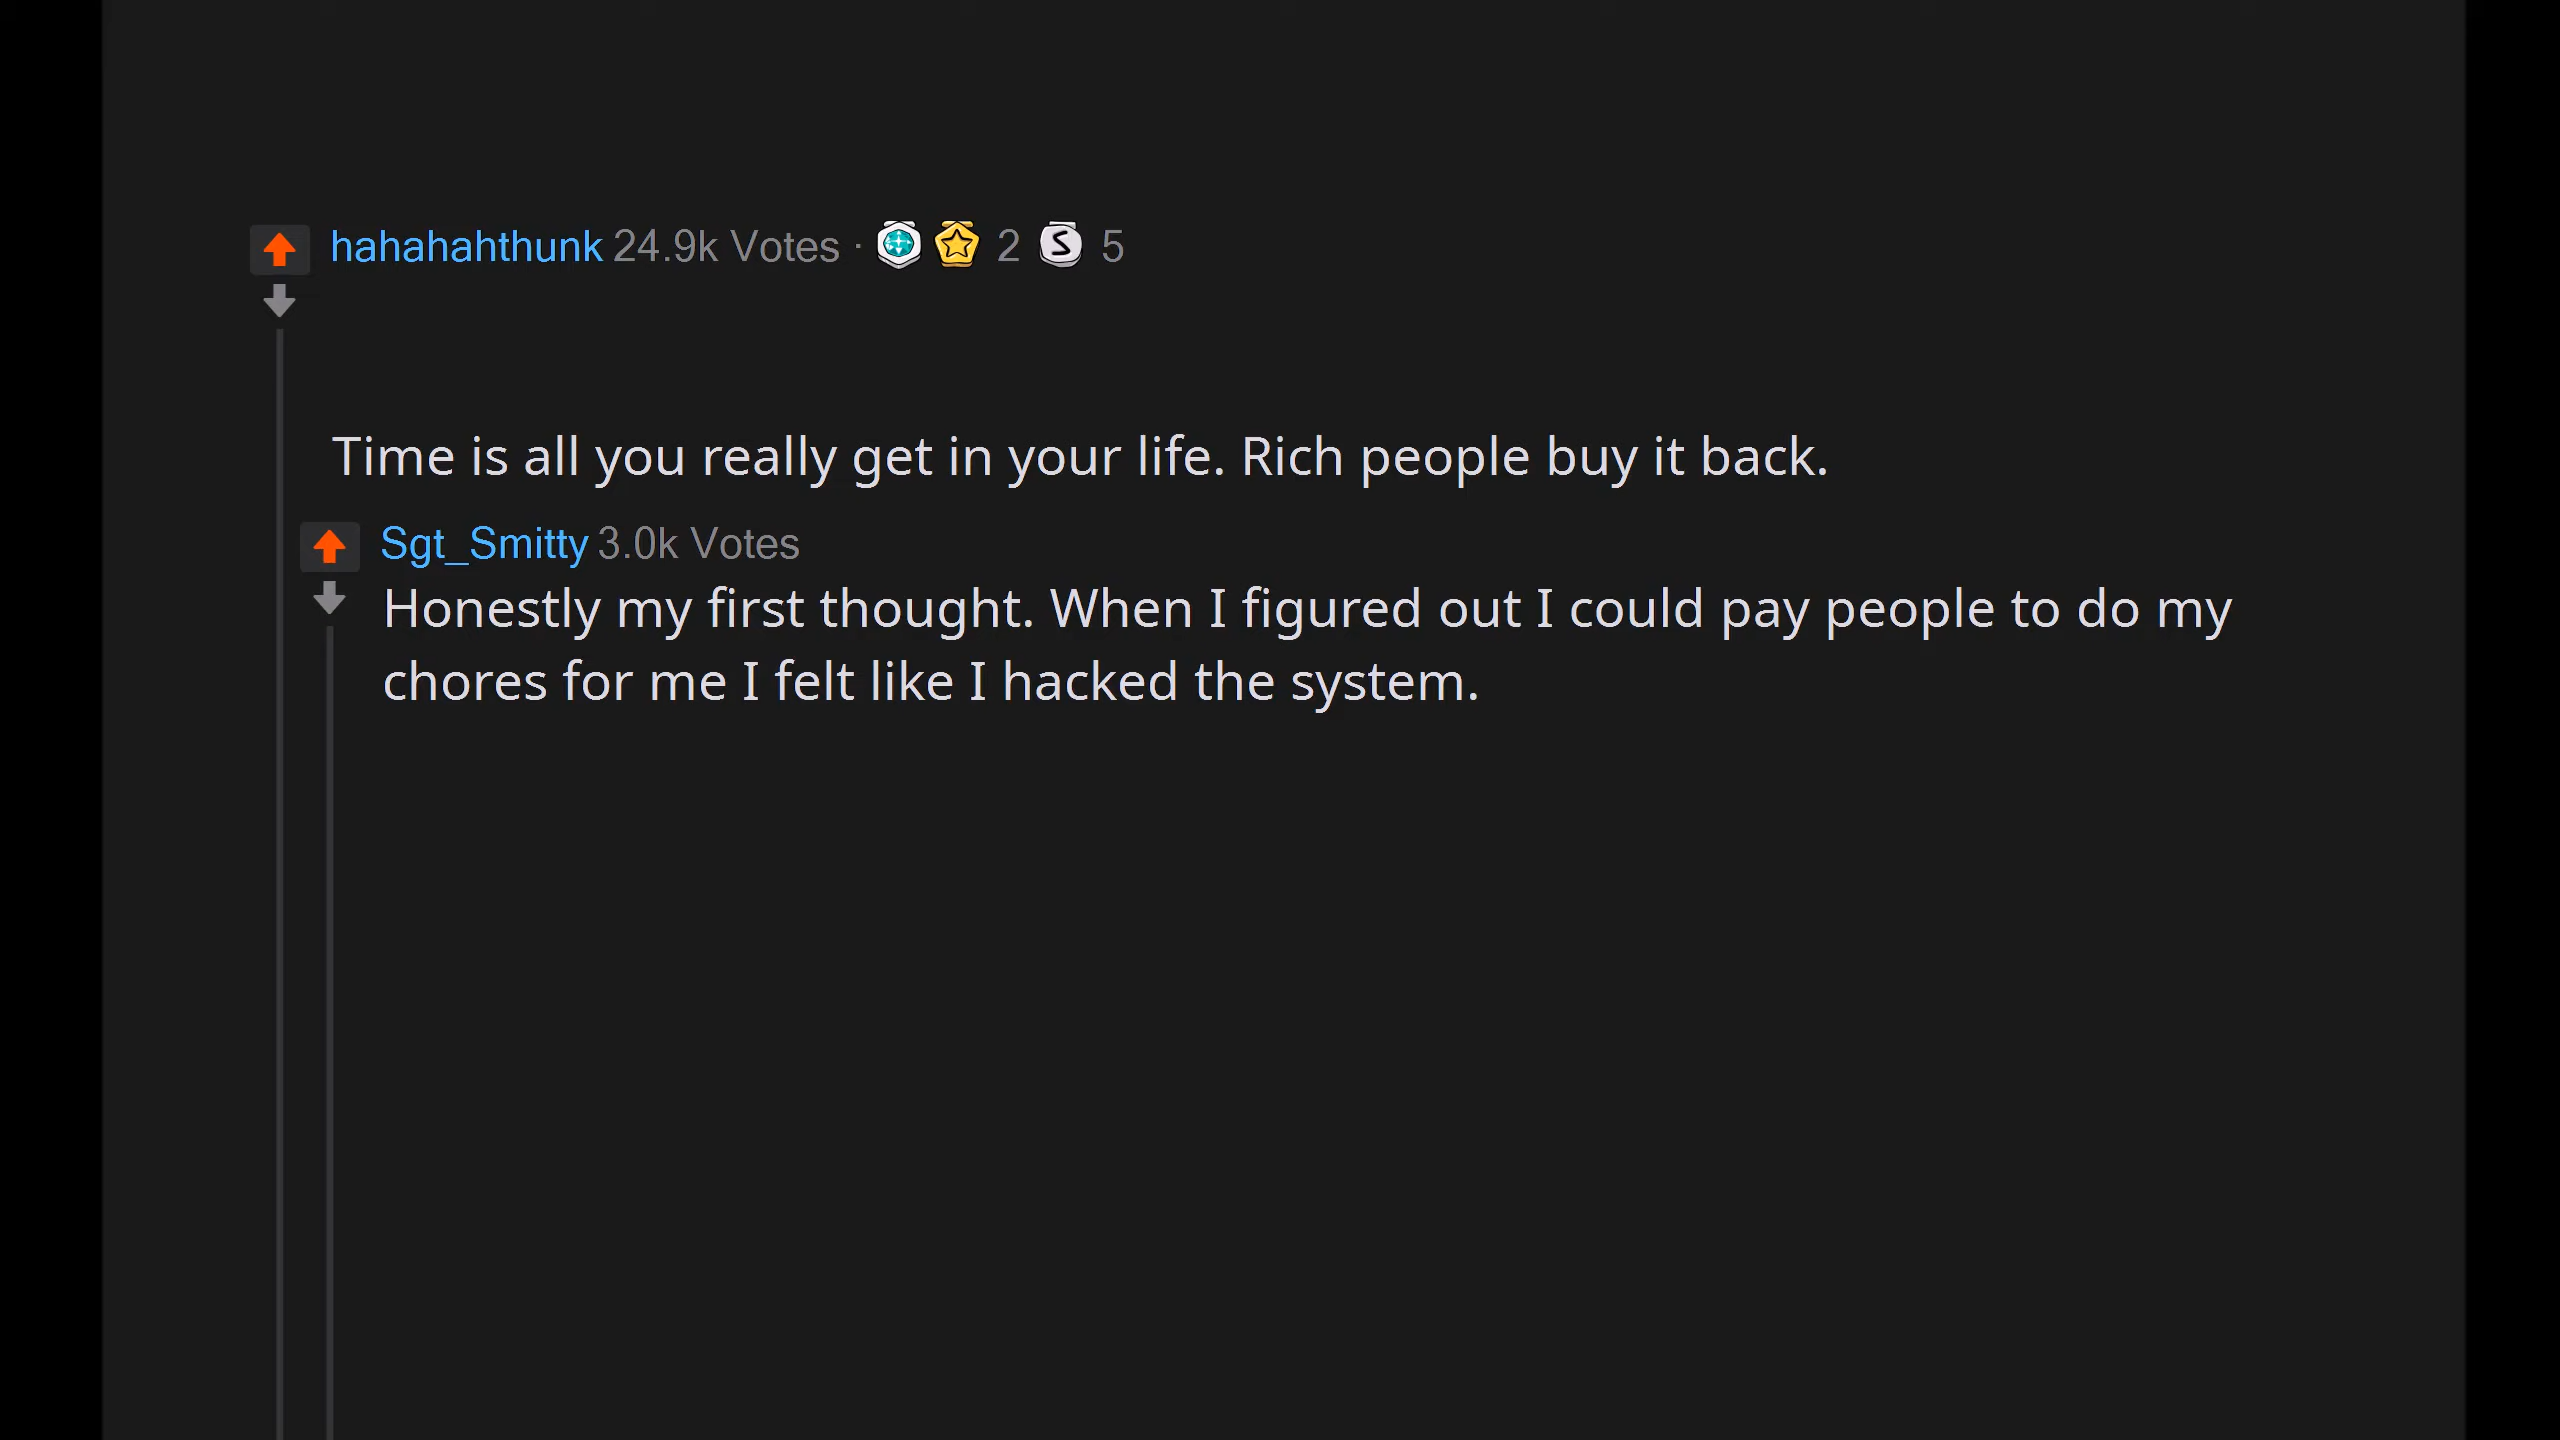 hahahahthunk 24.9k Votes · 2 S 5
Time is all you really get in your life. Rich people buy it back.
Sgt_Smitty 3.0k Votes
Honestly my first thought. When I figured out I could pay people to do my
chores for me I felt like I hacked the system.